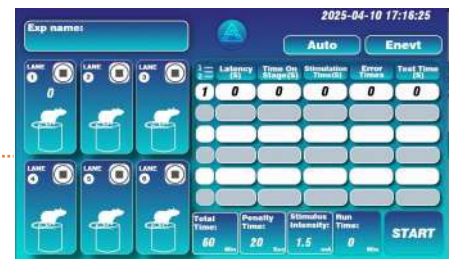 2025-04-10 17:16:25
Exp name:
Auto
Enevt
LANE 1
LANE 2
LANE 3
0
LANE 4
LANE 5
LANE 6
1 2 Latency (S) Time On Stage(S) Stimulation Time(S) Error Times Test Time (S)
1 0 0 0 0 0
Total Time: 60 Min
Penalty Time: 20 Sec
Stimulus Intensity: 1.5 mA
Run Time: 0 Min
START